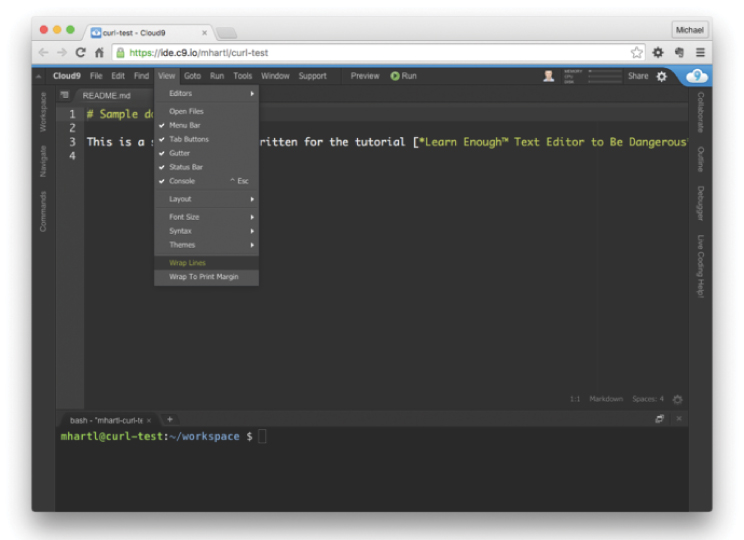 curl-test - Cloud9
Michael
https://ide.c9.io/mhartl/curl-test
Cloud9 File Edit Find View Goto Run Tools Window Support Preview Run
MEMORY
CPU
Share
README.md
Editors
Open Files
Menu Bar
Tab Buttons
Gutter
Status Bar
Console ^ Esc
Layout
Font Size
Syntax
Themes
Wrap Lines
Wrap To Print Margin
1 # Sample d
2
3 This is a ritten for the tutorial [*Learn Enough™ Text Editor to Be Dangerous
4
Workspace
Navigate
Commands
Collaborate
Outline
Debugger
Live Coding Help!
1:1 Markdown Spaces: 4
bash - "mhartl-curl-te
mhartl@curl-test:~/workspace $